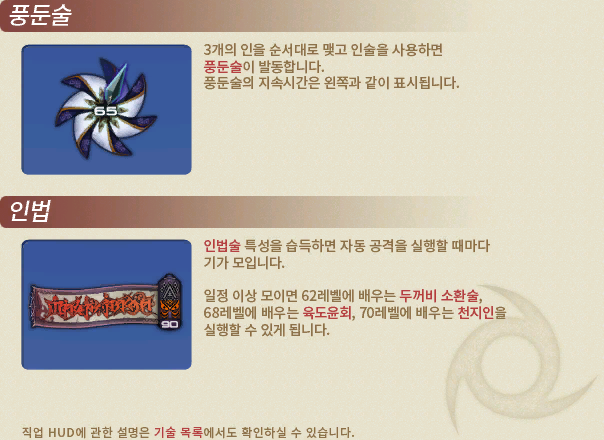 풍둔술
3개의 인을 순서대로 맺고 인술을 사용하면
풍둔술이 발동합니다.
풍둔술의 지속시간은 왼쪽과 같이 표시됩니다.
65
인법
인법술 특성을 습득하면 자동 공격을 실행할 때마다
기가 모입니다.
일정 이상 모이면 62레벨에 배우는 두꺼비 소환술,
68레벨에 배우는 육도윤회, 70레벨에 배우는 천지인을
실행할 수 있게 됩니다.
90
직업 HUD에 관한 설명은 기술 목록에서도 확인하실 수 있습니다.